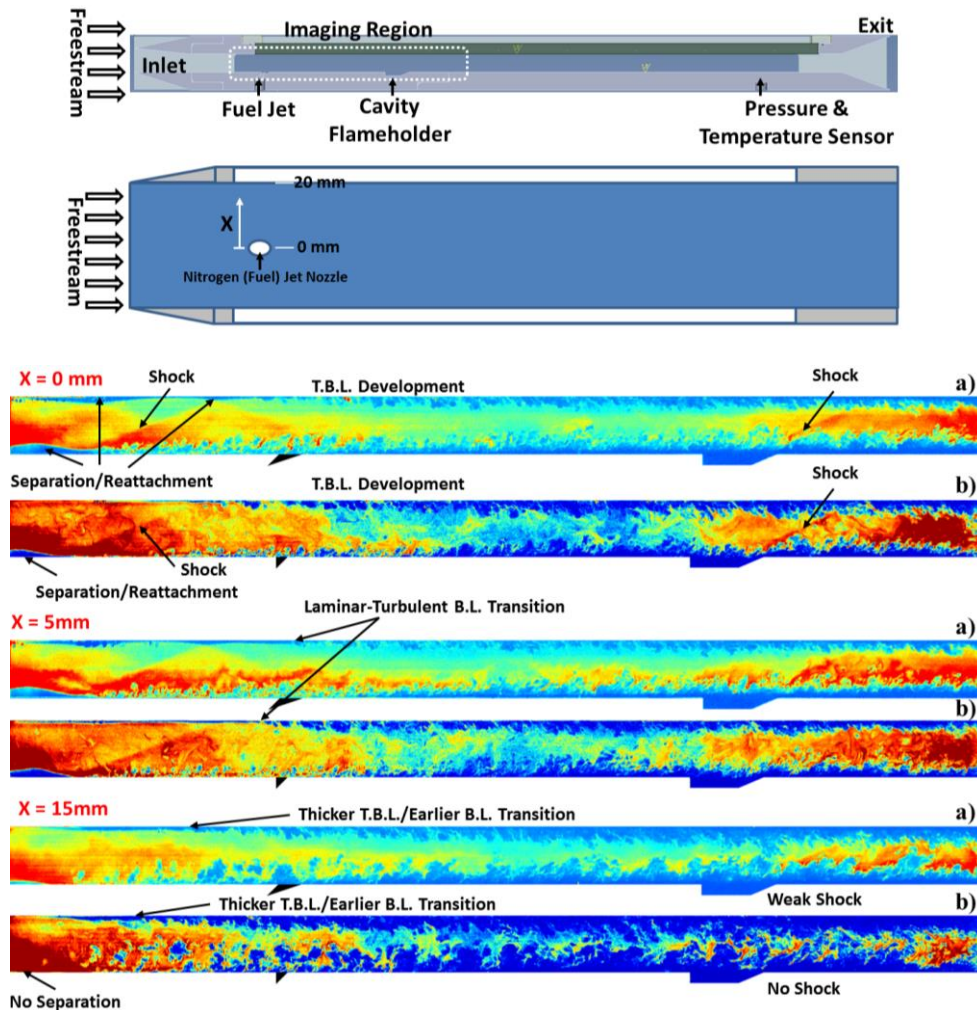 Freestream
Inlet
Imaging Region
Exit
Fuel Jet
Cavity
Flameholder
Pressure &
Temperature Sensor
Freestream
20 mm
X
0 mm
Nitrogen (Fuel) Jet Nozzle
X = 0 mm
Shock
T.B.L. Development
Shock
a)
Separation/Reattachment
T.B.L. Development
Shock
b)
Shock
Separation/Reattachment
Laminar-Turbulent B.L. Transition
X = 5mm
a)
b)
X = 15mm
Thicker T.B.L./Earlier B.L. Transition
a)
Thicker T.B.L./Earlier B.L. Transition
Weak Shock
b)
No Separation
No Shock